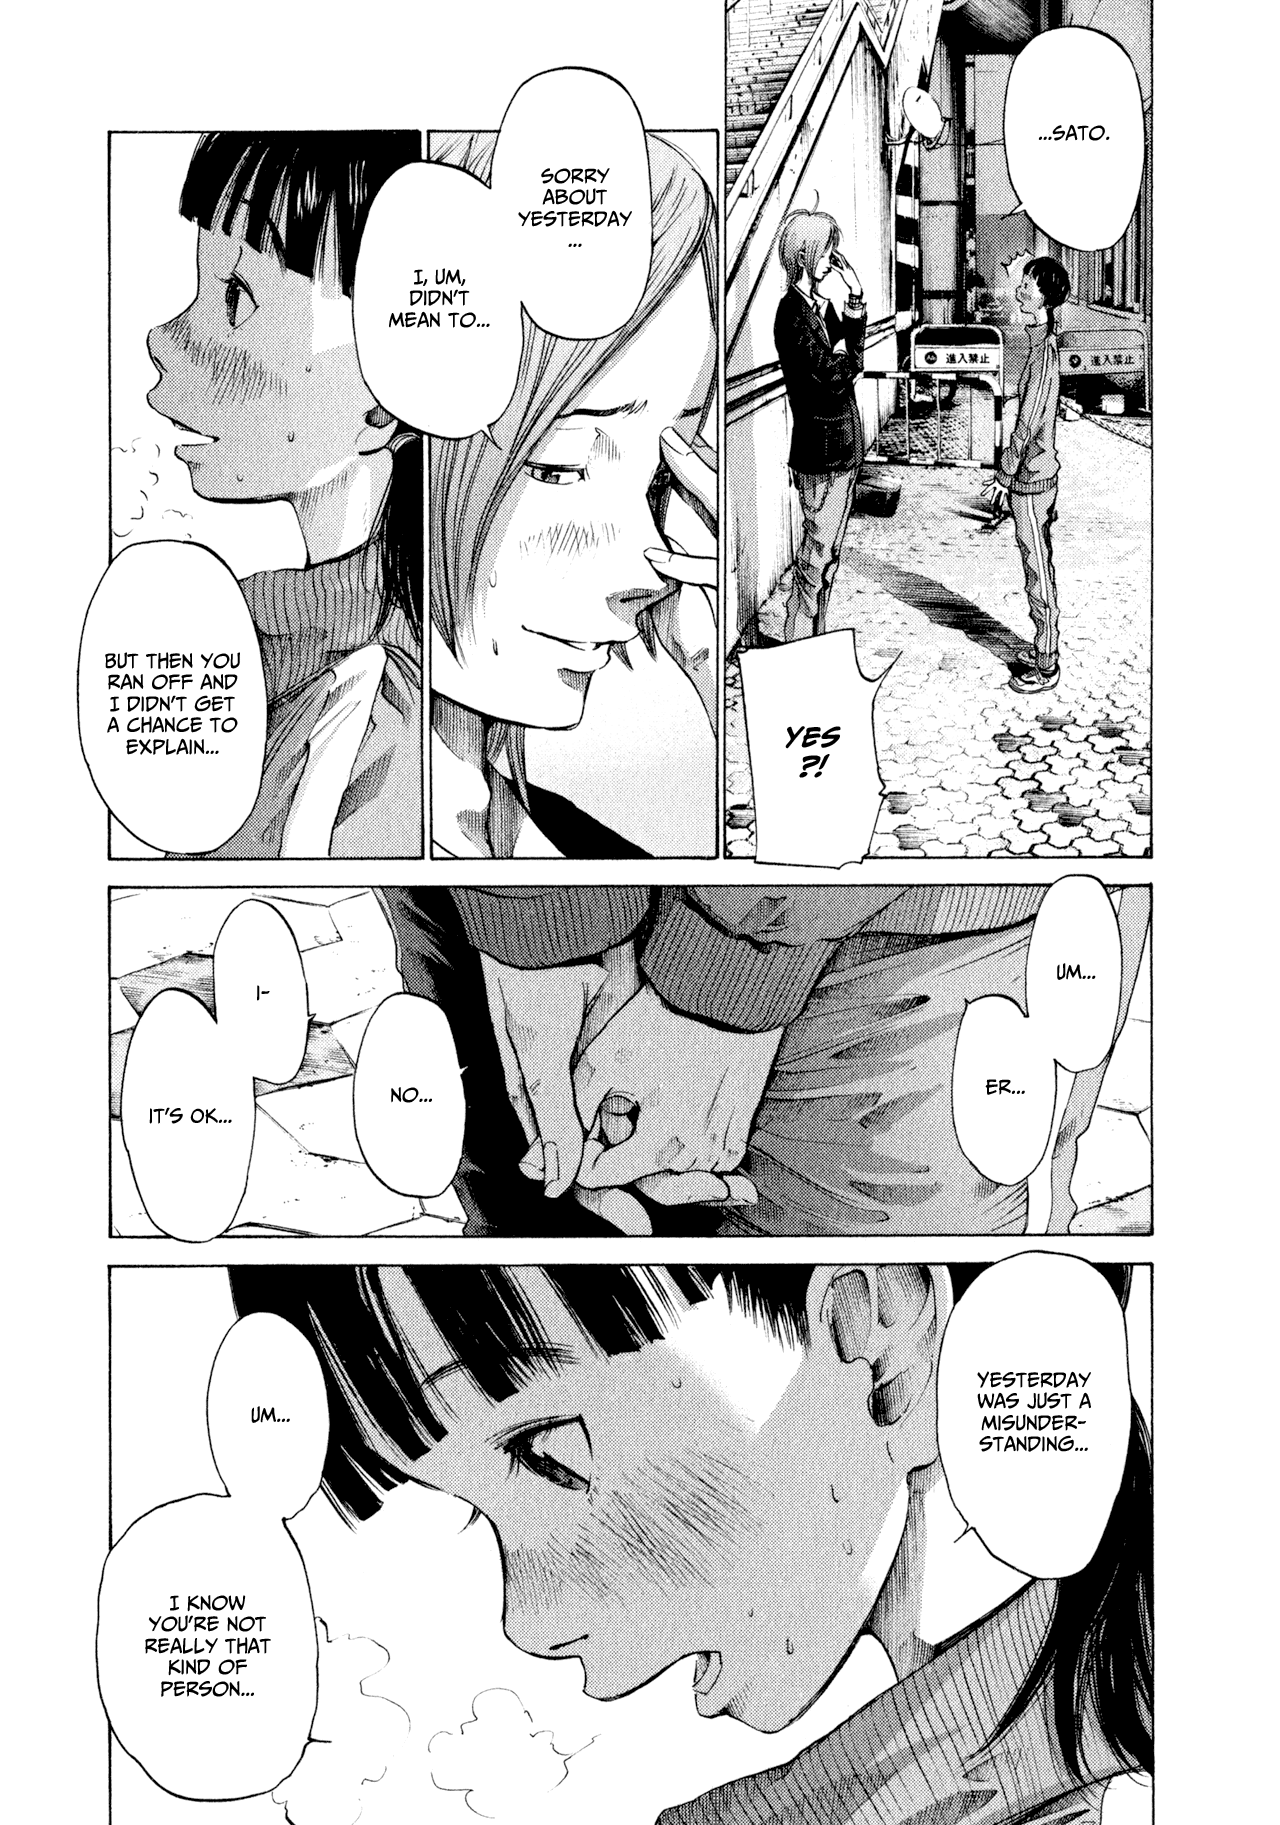 ...SATO.
進入禁止
進入禁止
YES
?!
SORRY
ABOUT
YESTERDAY
...
I, UM,
DIDN'T
MEAN TO...
BUT THEN YOU
RAN OFF AND
I DIDN'T GET
A CHANCE TO
EXPLAIN...
UM...
ER...
NO...
I-
IT'S OK...
YESTERDAY
WAS JUST A
MISUNDER-
STANDING...
UM...
I KNOW
YOU'RE NOT
REALLY THAT
KIND OF
PERSON...